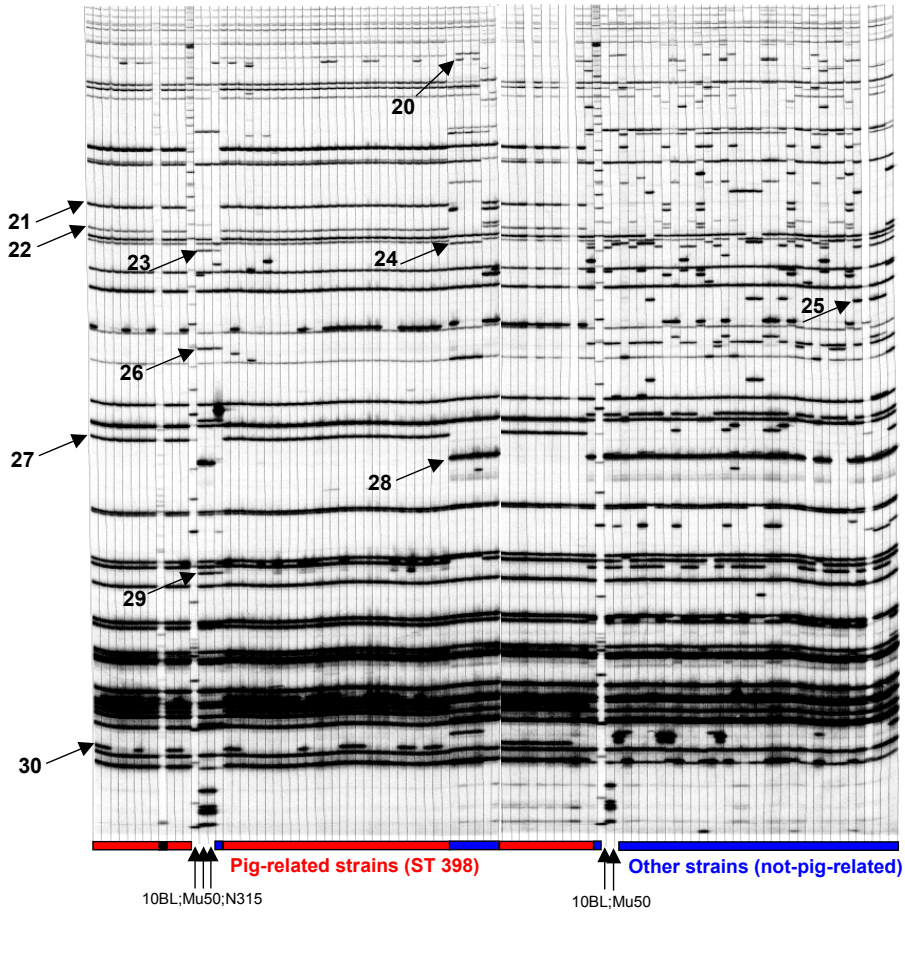 20
21
22
23
24
25
26
27
28
29
30
Pig-related strains (ST 398)
Other strains (not-pig-related)
10BL;Mu50;N315
10BL;Mu50